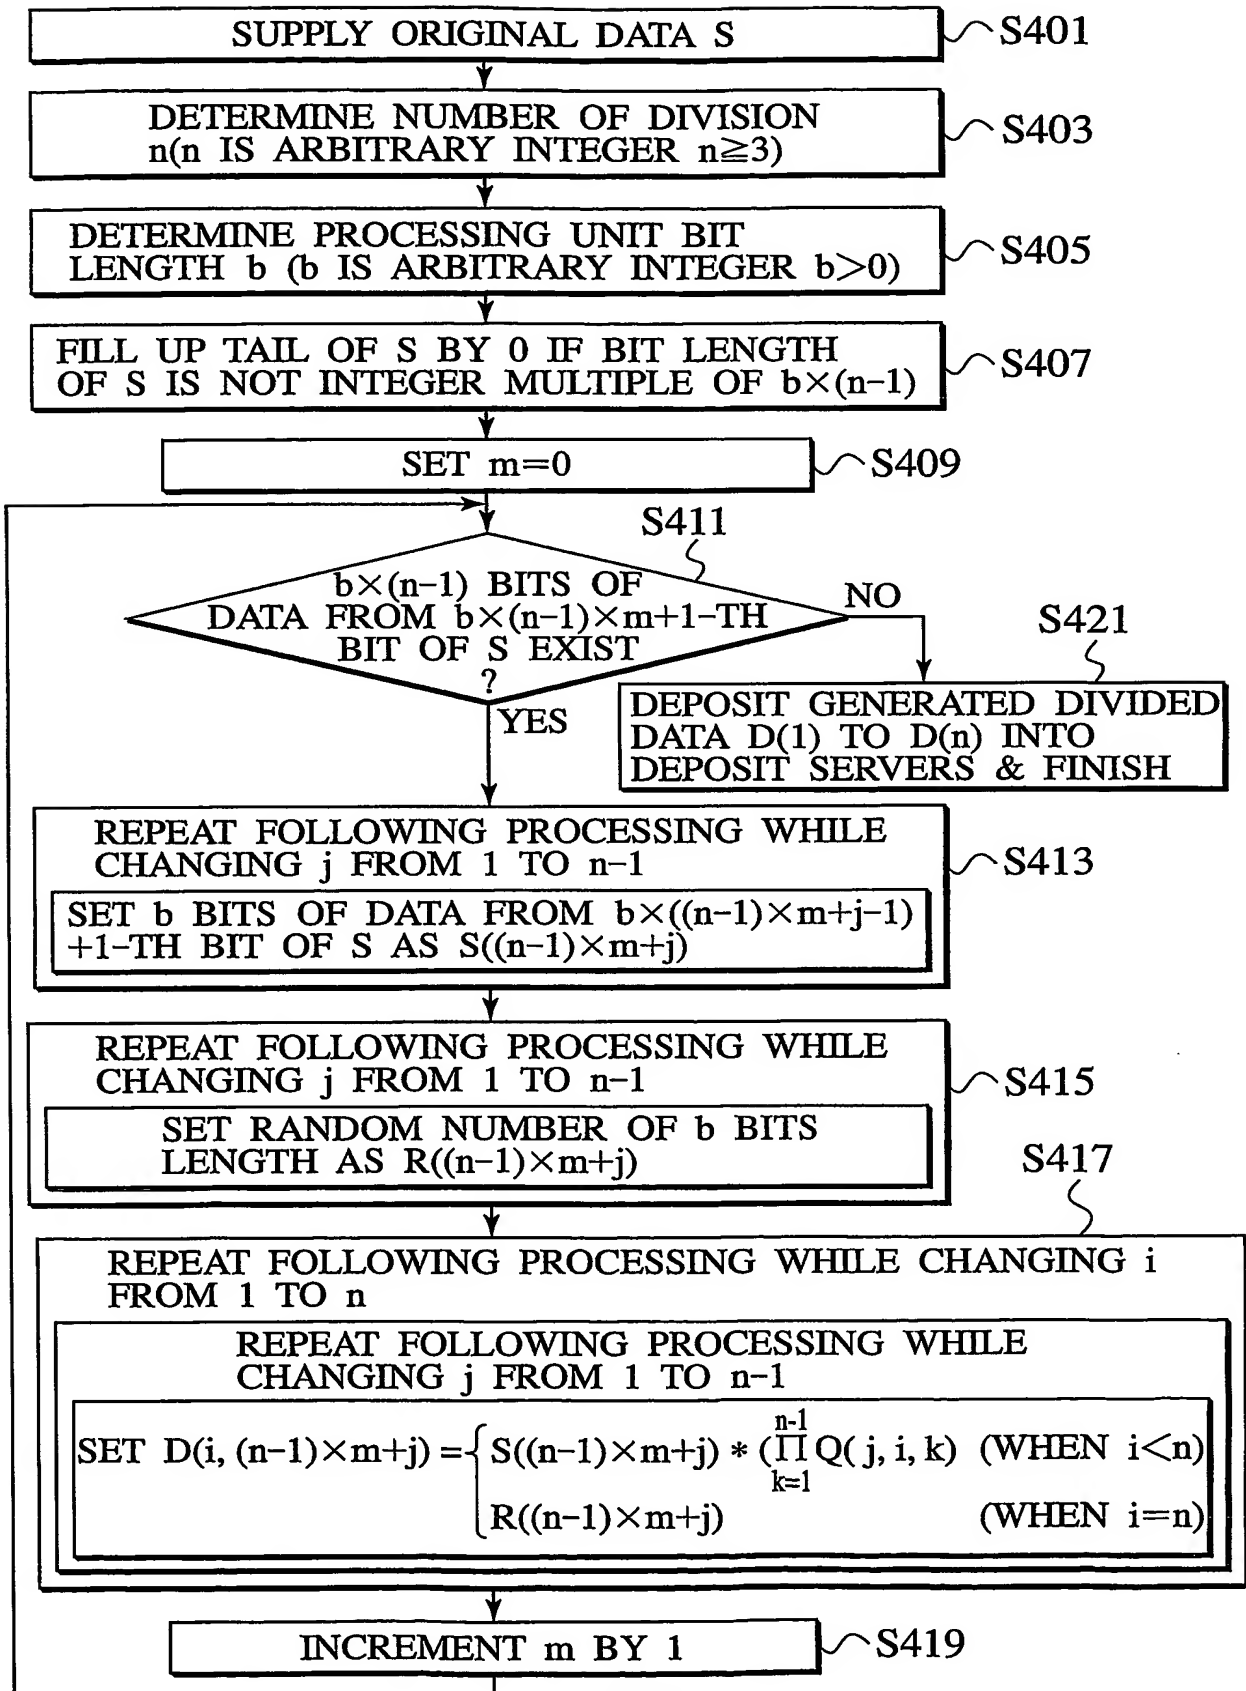 SUPPLY ORIGINAL DATA S
S401
DETERMINE NUMBER OF DIVISION
n(n IS ARBITRARY INTEGER n≧3)
S403
DETERMINE PROCESSING UNIT BIT
LENGTH b (b IS ARBITRARY INTEGER b>0)
S405
FILL UP TAIL OF S BY 0 IF BIT LENGTH
OF S IS NOT INTEGER MULTIPLE OF b×(n-1)
S407
SET m=0
S409
S411
b×(n-1) BITS OF
DATA FROM b×(n-1)×m+1-TH
BIT OF S EXIST
?
NO
YES
S421
DEPOSIT GENERATED DIVIDED
DATA D(1) TO D(n) INTO
DEPOSIT SERVERS & FINISH
REPEAT FOLLOWING PROCESSING WHILE
CHANGING j FROM 1 TO n-1
S413
SET b BITS OF DATA FROM b×((n-1)×m+j-1)
+1-TH BIT OF S AS S((n-1)×m+j)
REPEAT FOLLOWING PROCESSING WHILE
CHANGING j FROM 1 TO n-1
S415
SET RANDOM NUMBER OF b BITS
LENGTH AS R((n-1)×m+j)
S417
REPEAT FOLLOWING PROCESSING WHILE CHANGING i
FROM 1 TO n
REPEAT FOLLOWING PROCESSING WHILE
CHANGING j FROM 1 TO n-1
n-1
SET D(i, (n-1)×m+j) = { S((n-1)×m+j) * (Π Q(j, i, k) (WHEN i<n)
k=1
R((n-1)×m+j) (WHEN i=n)
INCREMENT m BY 1
S419